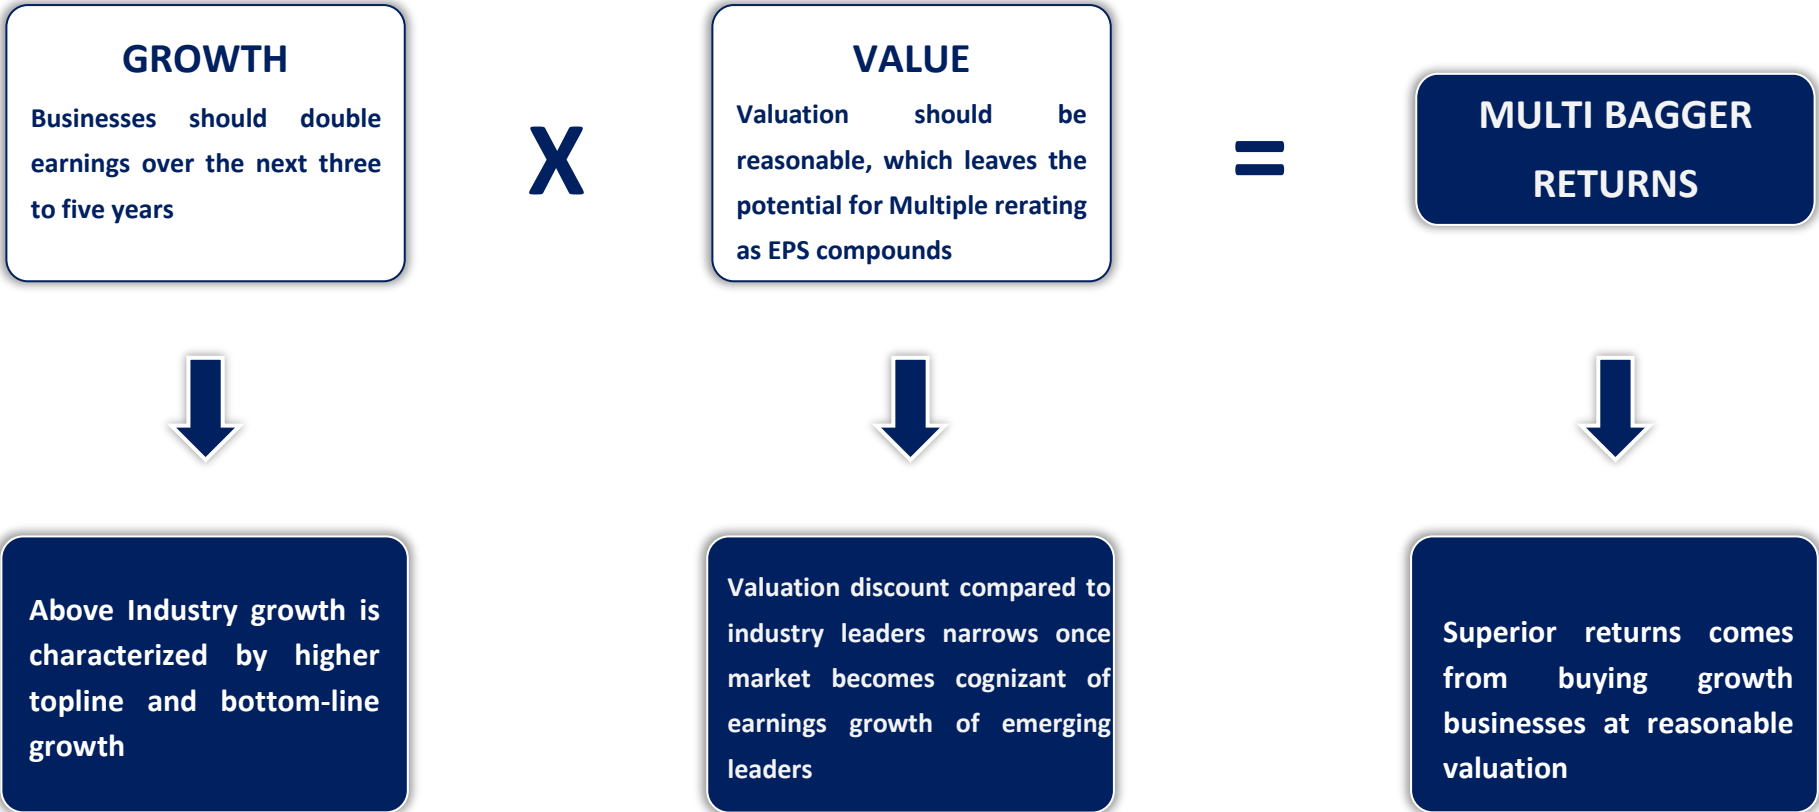 GROWTH
Businesses should double
earnings over the next three
to five years
X
VALUE
Valuation should be
reasonable, which leaves the
potential for Multiple rerating
as EPS compounds
=
MULTI BAGGER
RETURNS
Above Industry growth is
characterized by higher
topline and bottom-line
growth
Valuation discount compared to
industry leaders narrows once
market becomes cognizant of
earnings growth of emerging
leaders
Superior returns comes
from buying growth
businesses at reasonable
valuation